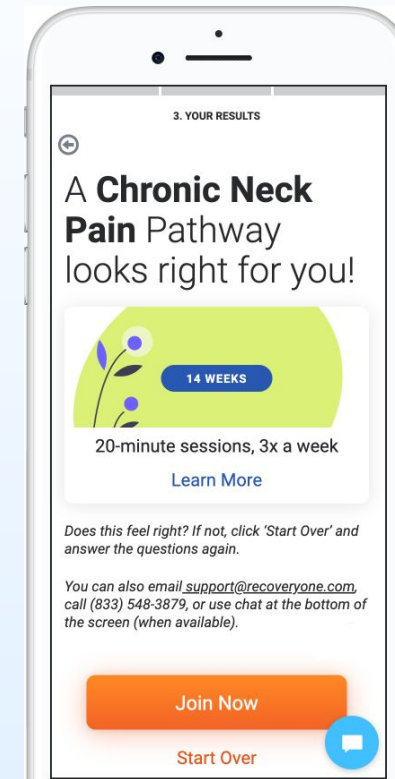 3. YOUR RESULTS
A Chronic Neck
Pain Pathway
looks right for you!
14 WEEKS
20-minute sessions, 3x a week
Learn More
Does this feel right? If not, click ‘Start Over’ and
answer the questions again.
You can also email support@recoveryone.com,
call (833) 548-3879, or use chat at the bottom of
the screen (when available).
Join Now
Start Over